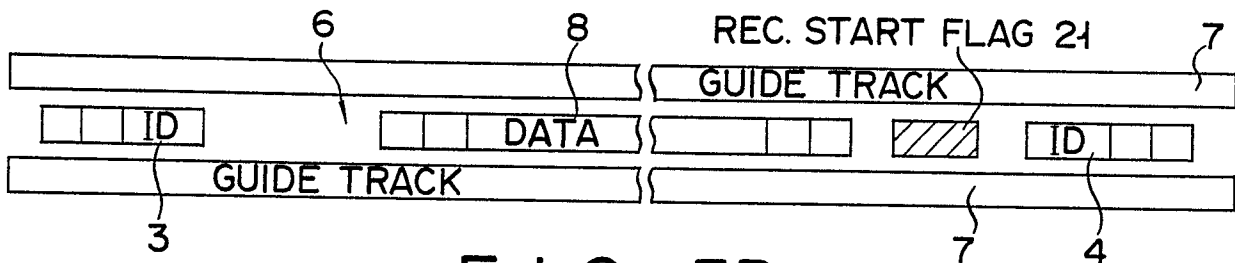 6 8 REC. START FLAG 21 7
GUIDE TRACK
ID DATA ID
GUIDE TRACK
3 7 4